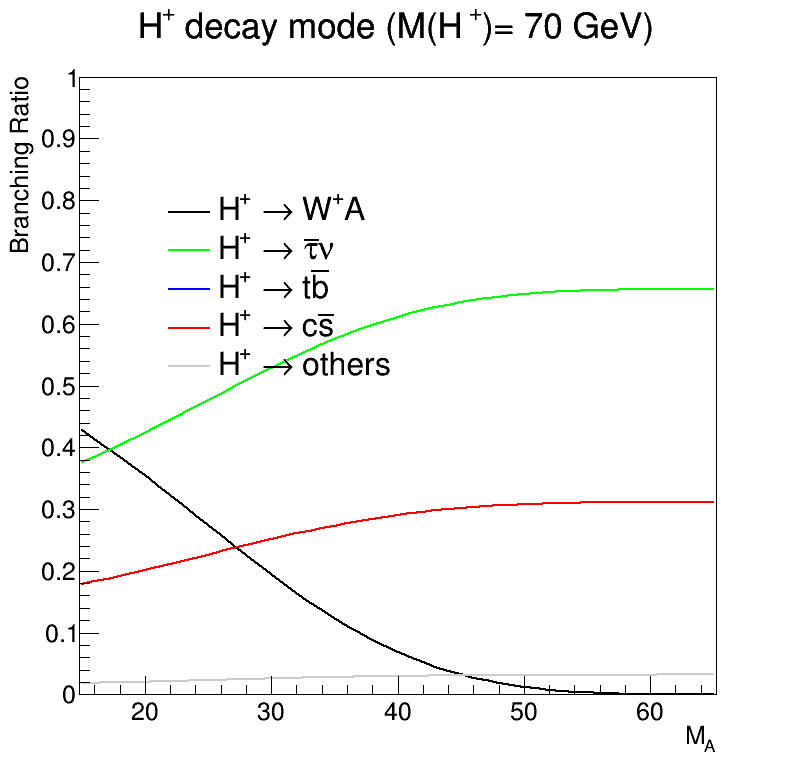 H⁺ decay mode (M(H⁺)= 70 GeV)
Branching Ratio
1
0.9
0.8
0.7
0.6
0.5
0.4
0.3
0.2
0.1
0
H⁺ → W⁺A
H⁺ → τ̅ν
H⁺ → tb̅
H⁺ → cs̅
H⁺ → others
20 30 40 50 60
M_A